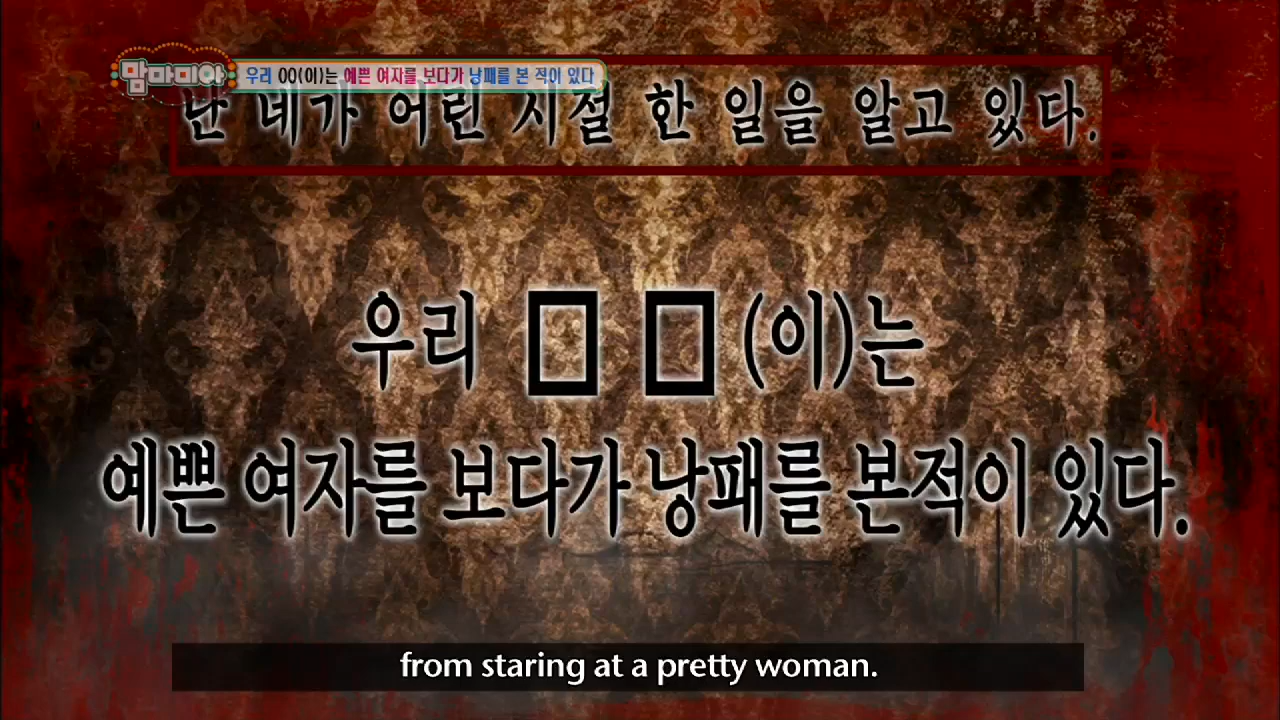 맘마미아
우리 OO(이)는 예쁜 여자를 보다가 낭패를 본 적이 있다
난 네가 어린 시절 한 일을 알고 있다.
우리 □ □ (이)는
예쁜 여자를 보다가 낭패를 본적이 있다.
from staring at a pretty woman.